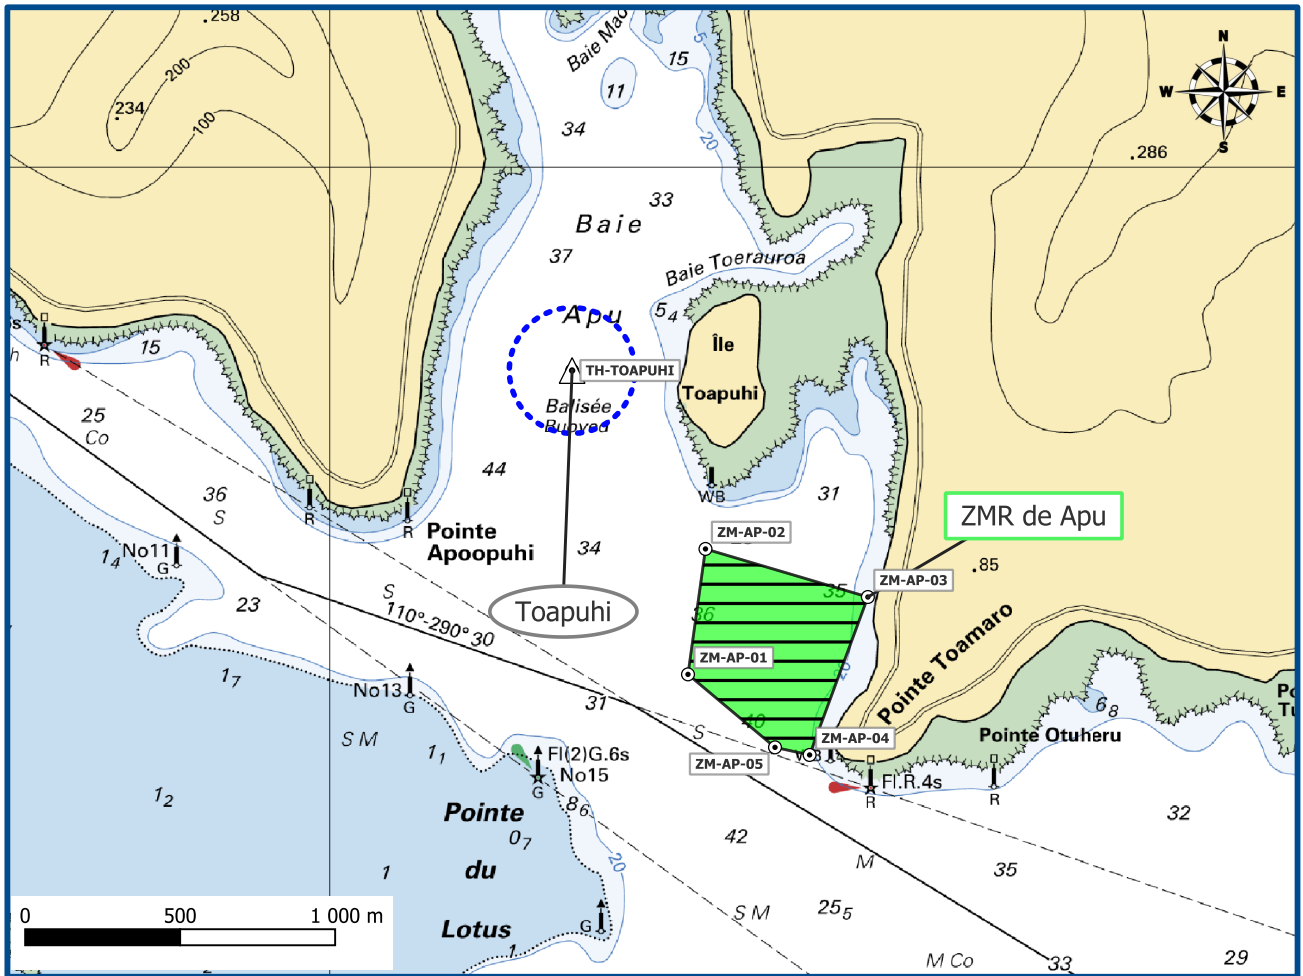 .258
200
.234
100
Baie Mao
5
15
11
34
20
N
W
E
S
.286
33
Baie
37
Baie Toerauroa
Apu
5₄
Île
Toapuhi
TH-TOAPUHI
Balisée
Buoyed
15
R
h
25
Co
44
WB
31
36
S
R
R
Pointe
Apoopuhi
ZMR de Apu
ZM-AP-02
34
.85
No11
G
1₄
ZM-AP-03
35
23
S
110°-290° 30
Toapuhi
36
Pointe Toamaro
ZM-AP-01
20
1₇
No13
G
31
40
S
6₈
ZM-AP-04
Pointe Otuheru
ZM-AP-05
S M
1₁
Fl(2)G.6s
No15
G
Fl.R.4s
R
R
1₂
8₆
Pointe
0₇
32
42
20
M
du
1
35
0
500
1 000 m
S M
25₅
G
Lotus
1
M Co
33
29